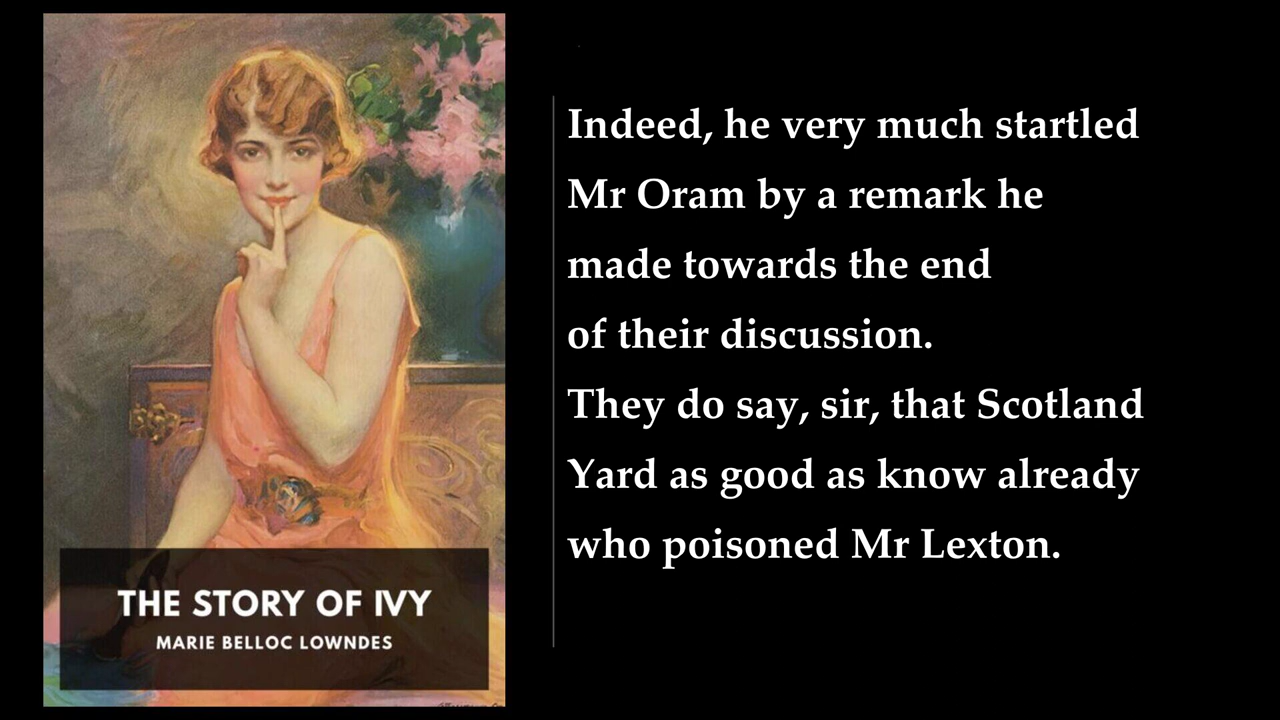 THE STORY OF IVY
MARIE BELLOC LOWNDES
Indeed, he very much startled
Mr Oram by a remark he
made towards the end
of their discussion.
They do say, sir, that Scotland
Yard as good as know already
who poisoned Mr Lexton.